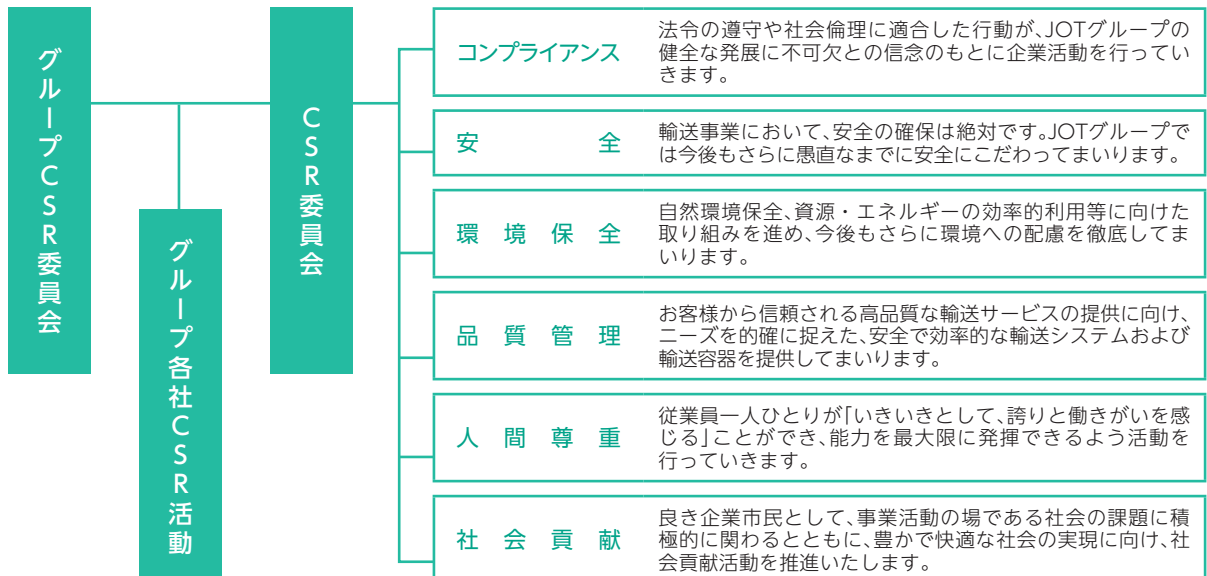 グループCSR委員会
グループ各社CSR活動
CSR委員会
コンプライアンス
法令の遵守や社会倫理に適合した行動が、JOTグループの
健全な発展に不可欠との信念のもとに企業活動を行ってい
きます。
安全
輸送事業において、安全の確保は絶対です。JOTグループで
は今後もさらに愚直なまでに安全にこだわってまいります。
環境保全
自然環境保全、資源・エネルギーの効率的利用等に向けた
取り組みを進め、今後もさらに環境への配慮を徹底してま
いります。
品質管理
お客様から信頼される高品質な輸送サービスの提供に向け、
ニーズを的確に捉えた、安全で効率的な輸送システムおよび
輸送容器を提供してまいります。
人間尊重
従業員一人ひとりが「いきいきとして、誇りと働きがいを感
じる」ことができ、能力を最大限に発揮できるよう活動を
行っていきます。
社会貢献
良き企業市民として、事業活動の場である社会の課題に積
極的に関わるとともに、豊かで快適な社会の実現に向け、社
会貢献活動を推進いたします。